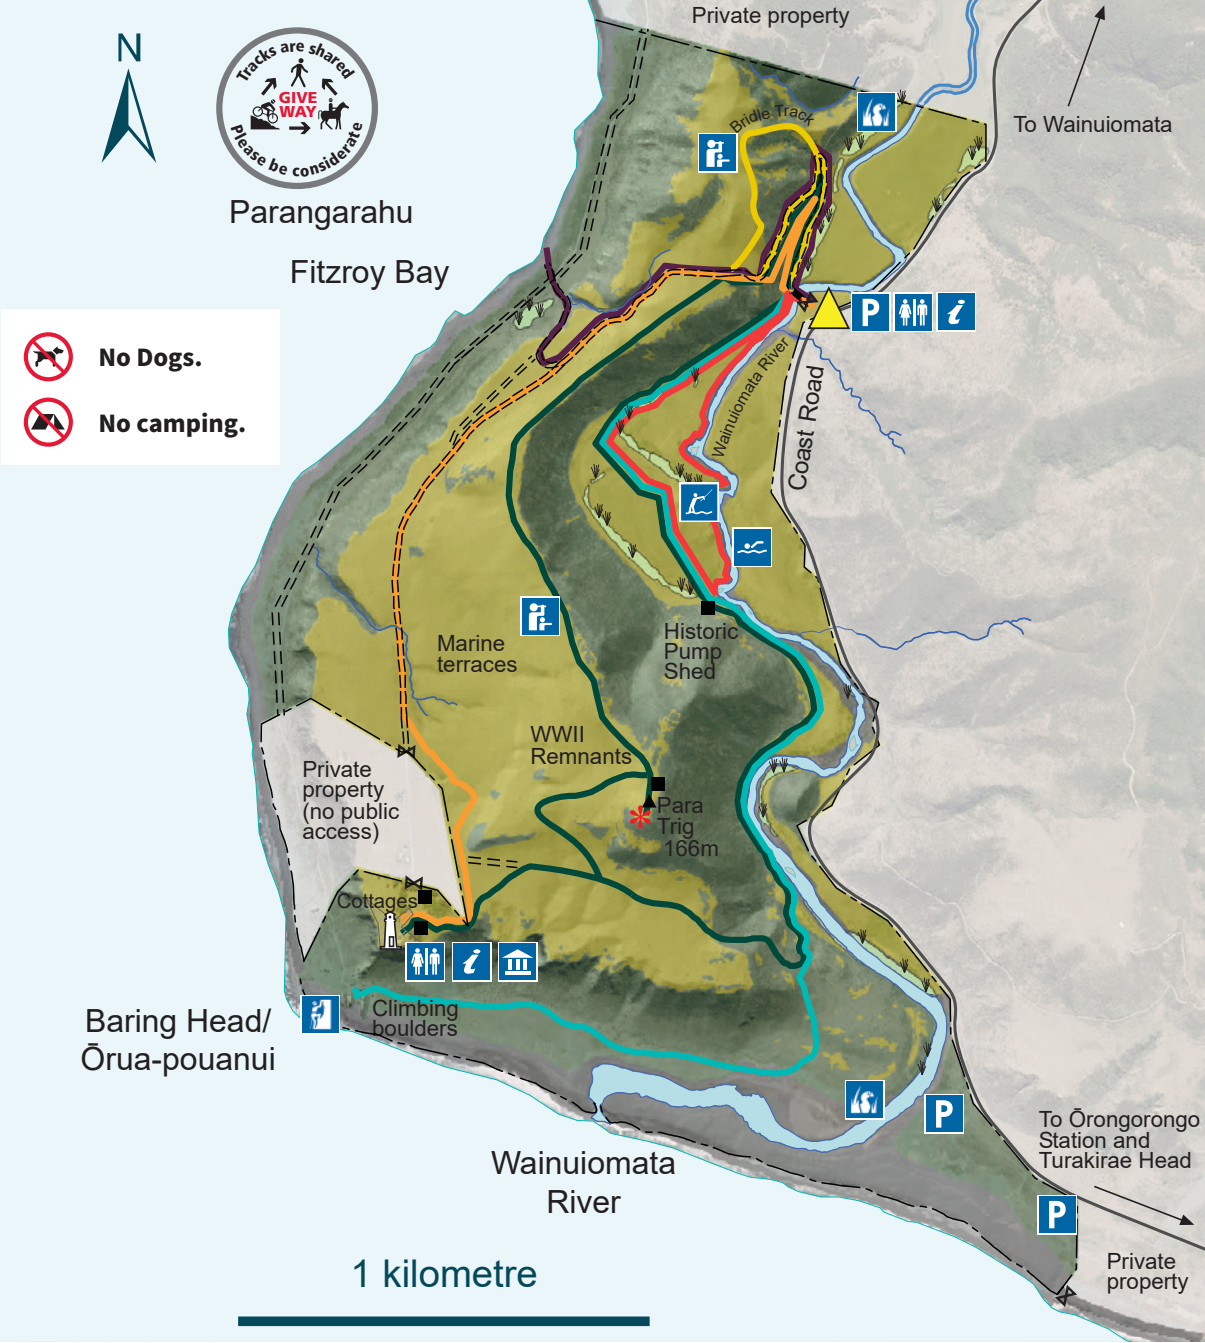 Private property
N
Tracks are shared
GIVE
WAY
Please be considerate
To Wainuiomata
Bridle Track
Parangarahu
Fitzroy Bay
P
i
No Dogs.
No camping.
Wainuiomata River
Coast Road
Historic
Pump
Shed
Marine
terraces
WWII
Remnants
Private
property
(no public
access)
Para
Trig
166m
Cottages
i
Climbing
boulders
Baring Head/
Ōrua-pouanui
P
To Ōrongorongo
Station and
Turakirae Head
Wainuiomata
River
P
Private
property
1 kilometre